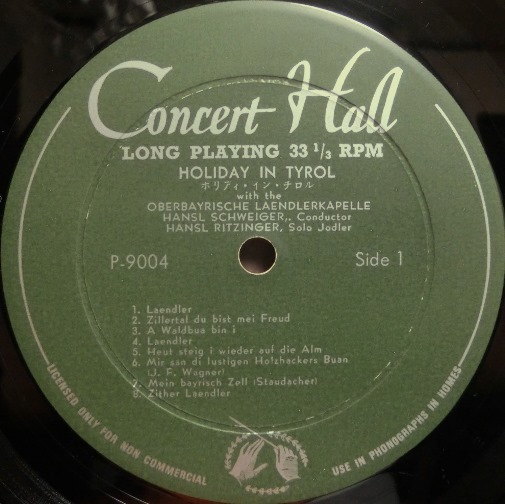 Concert Hall
LONG PLAYING 33 1/3 RPM
HOLIDAY IN TYROL
ホリディ・イン・チロル
with the
OBERBAYRISCHE LAENDLERKAPELLE
HANSL SCHWEIGER,. Conductor
HANSL RITZINGER, Solo Jodler
P-9004
Side 1
1. Laendler
2. Zillertal du bist mei Freud
3. A Waldbua bin i
4. Laendler
5. Heut steig i wieder auf die Alm
6. Mir san di lustigen Holzhackers Buan
(J. F. Wagner)
7. Mein bayrisch Zell (Staudacher)
8. Zither Laendler
LICENSED ONLY FOR NON COMMERCIAL
USE IN PHONOGRAPHS IN HOMES